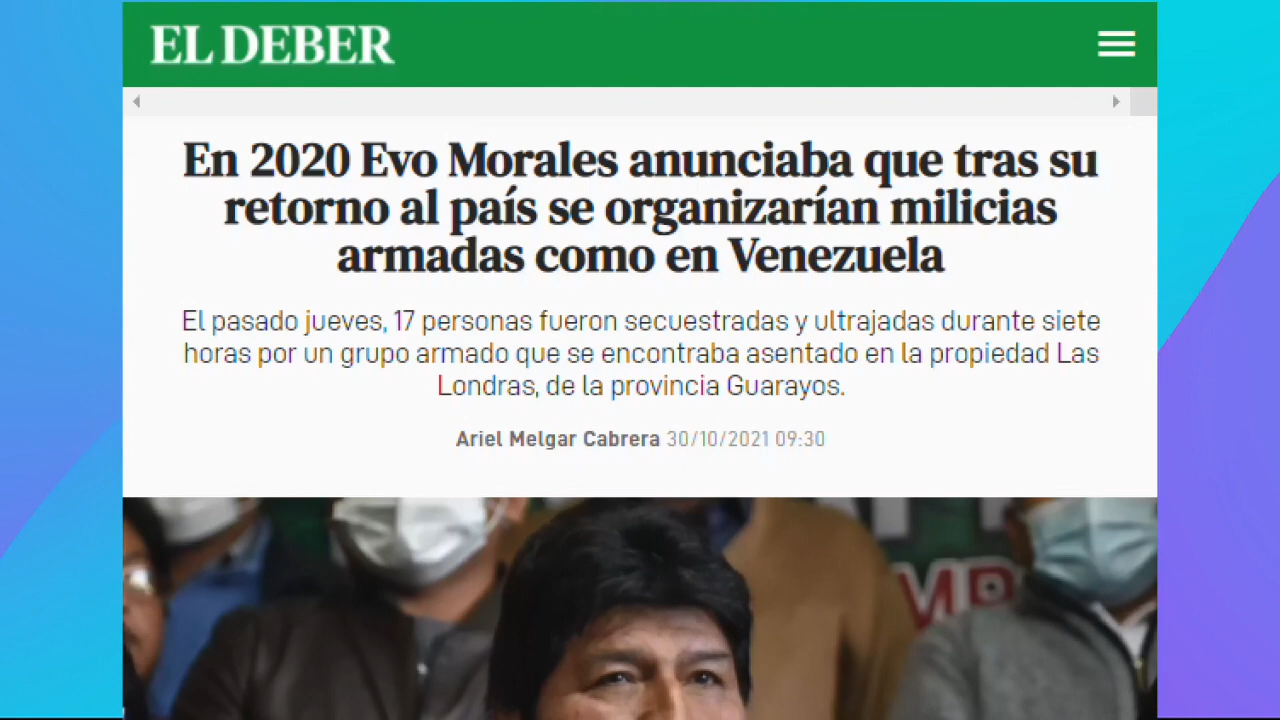 EL DEBER
En 2020 Evo Morales anunciaba que tras su
retorno al país se organizarían milicias
armadas como en Venezuela
El pasado jueves, 17 personas fueron secuestradas y ultrajadas durante siete
horas por un grupo armado que se encontraba asentado en la propiedad Las
Londras, de la provincia Guarayos.
Ariel Melgar Cabrera 30/10/2021 09:30